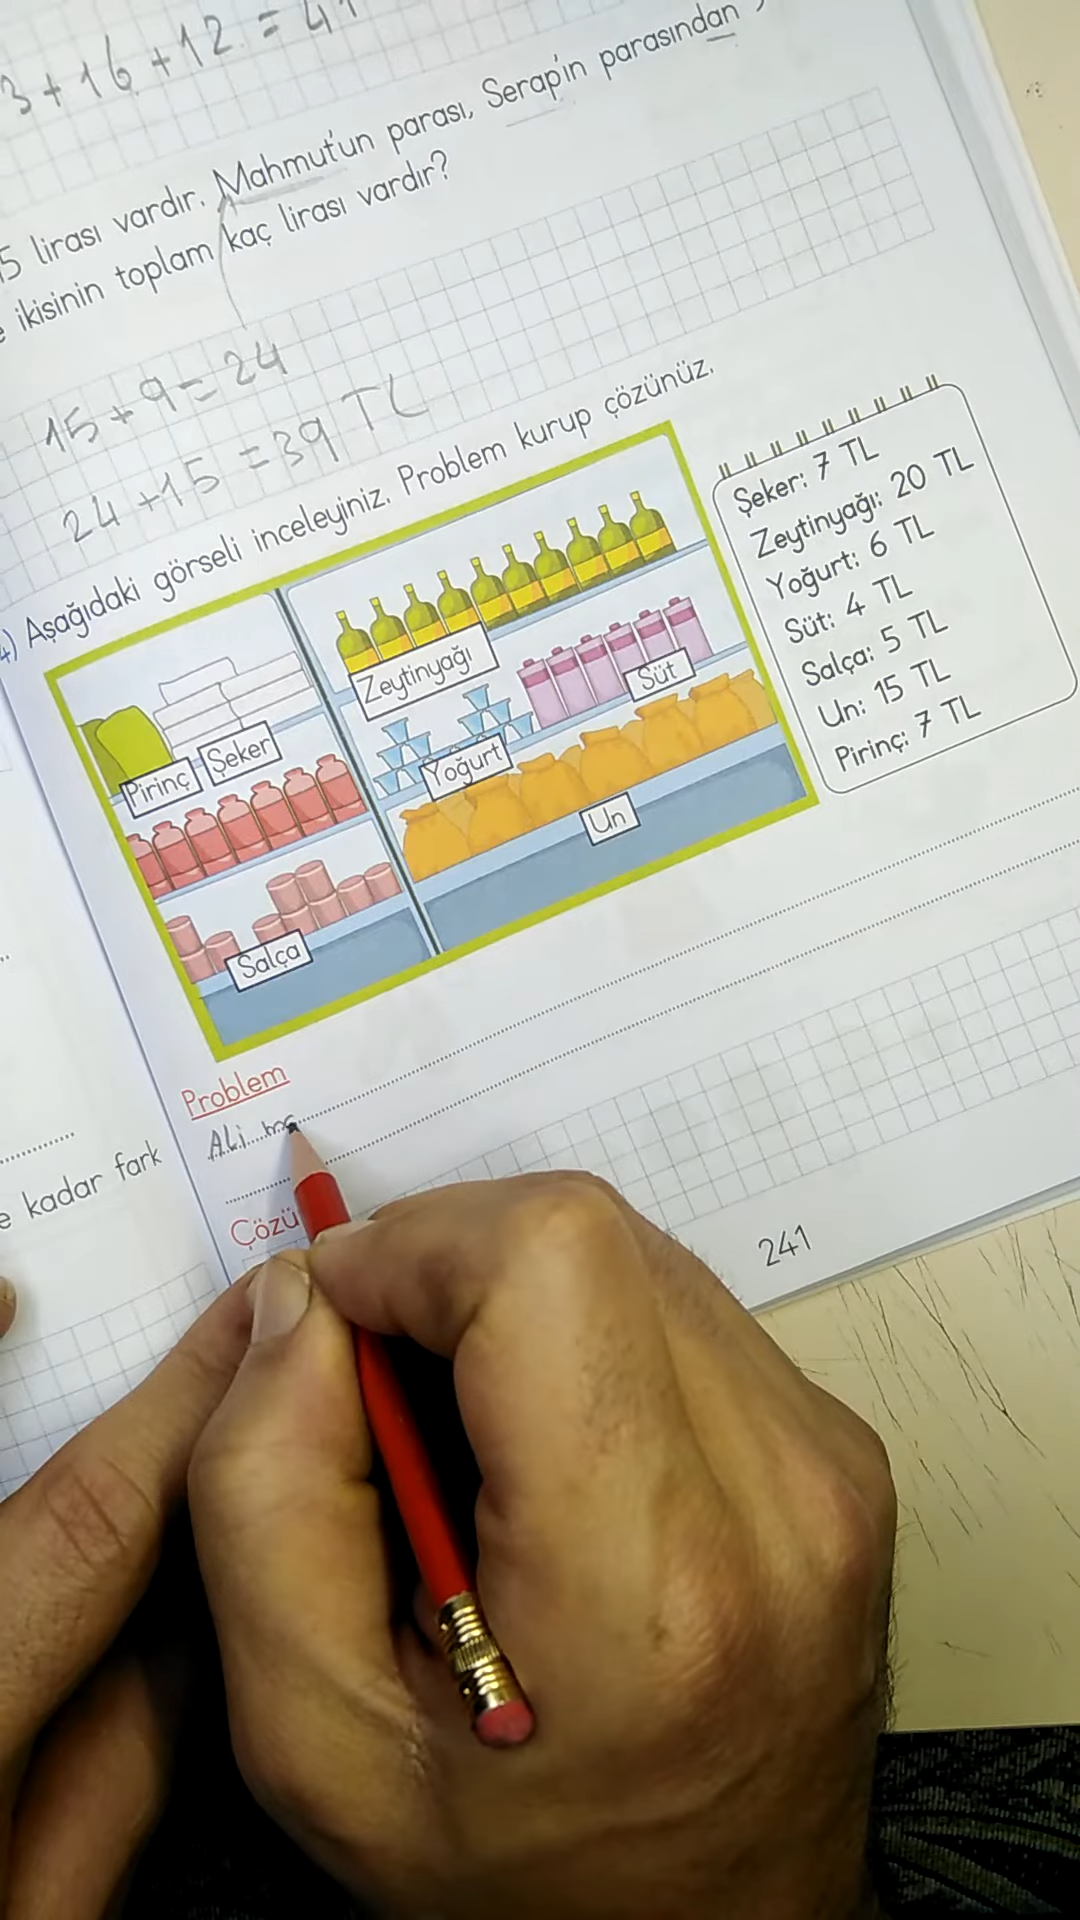 3+16+12 = 41
15 lirası vardır. Mahmut'un parası, Serap'in parasından
ikisinin toplam kaç lirası vardır?
15+9=24
24+15=39 TL
4) Aşağıdaki görseli inceleyiniz. Problem kurup çözünüz.
Zeytinyağı
Süt
Pirinç
Şeker
Yoğurt
Un
Salça
Şeker: 7 TL
Zeytinyağı: 20 TL
Yoğurt: 6 TL
Süt: 4 TL
Salça: 5 TL
Un: 15 TL
Pirinç: 7 TL
Problem
Ali
Çözü
kadar fark
241